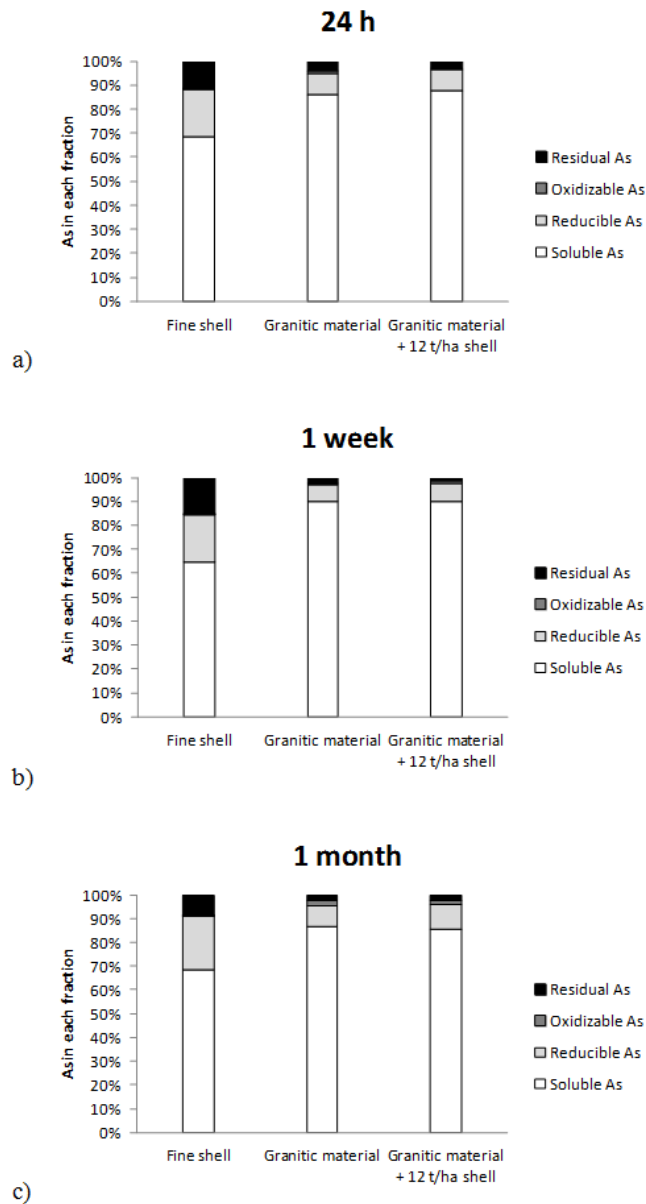 24 h
100%
90%
80%
70%
60%
50%
40%
30%
20%
10%
0%
As in each fraction
Fine shell
Granitic material
Granitic material
+ 12 t/ha shell
Residual As
Oxidizable As
Reducible As
Soluble As
a)
1 week
100%
90%
80%
70%
60%
50%
40%
30%
20%
10%
0%
As in each fraction
Fine shell
Granitic material
Granitic material
+ 12 t/ha shell
Residual As
Oxidizable As
Reducible As
Soluble As
b)
1 month
100%
90%
80%
70%
60%
50%
40%
30%
20%
10%
0%
As in each fraction
Fine shell
Granitic material
Granitic material
+ 12 t/ha shell
Residual As
Oxidizable As
Reducible As
Soluble As
c)